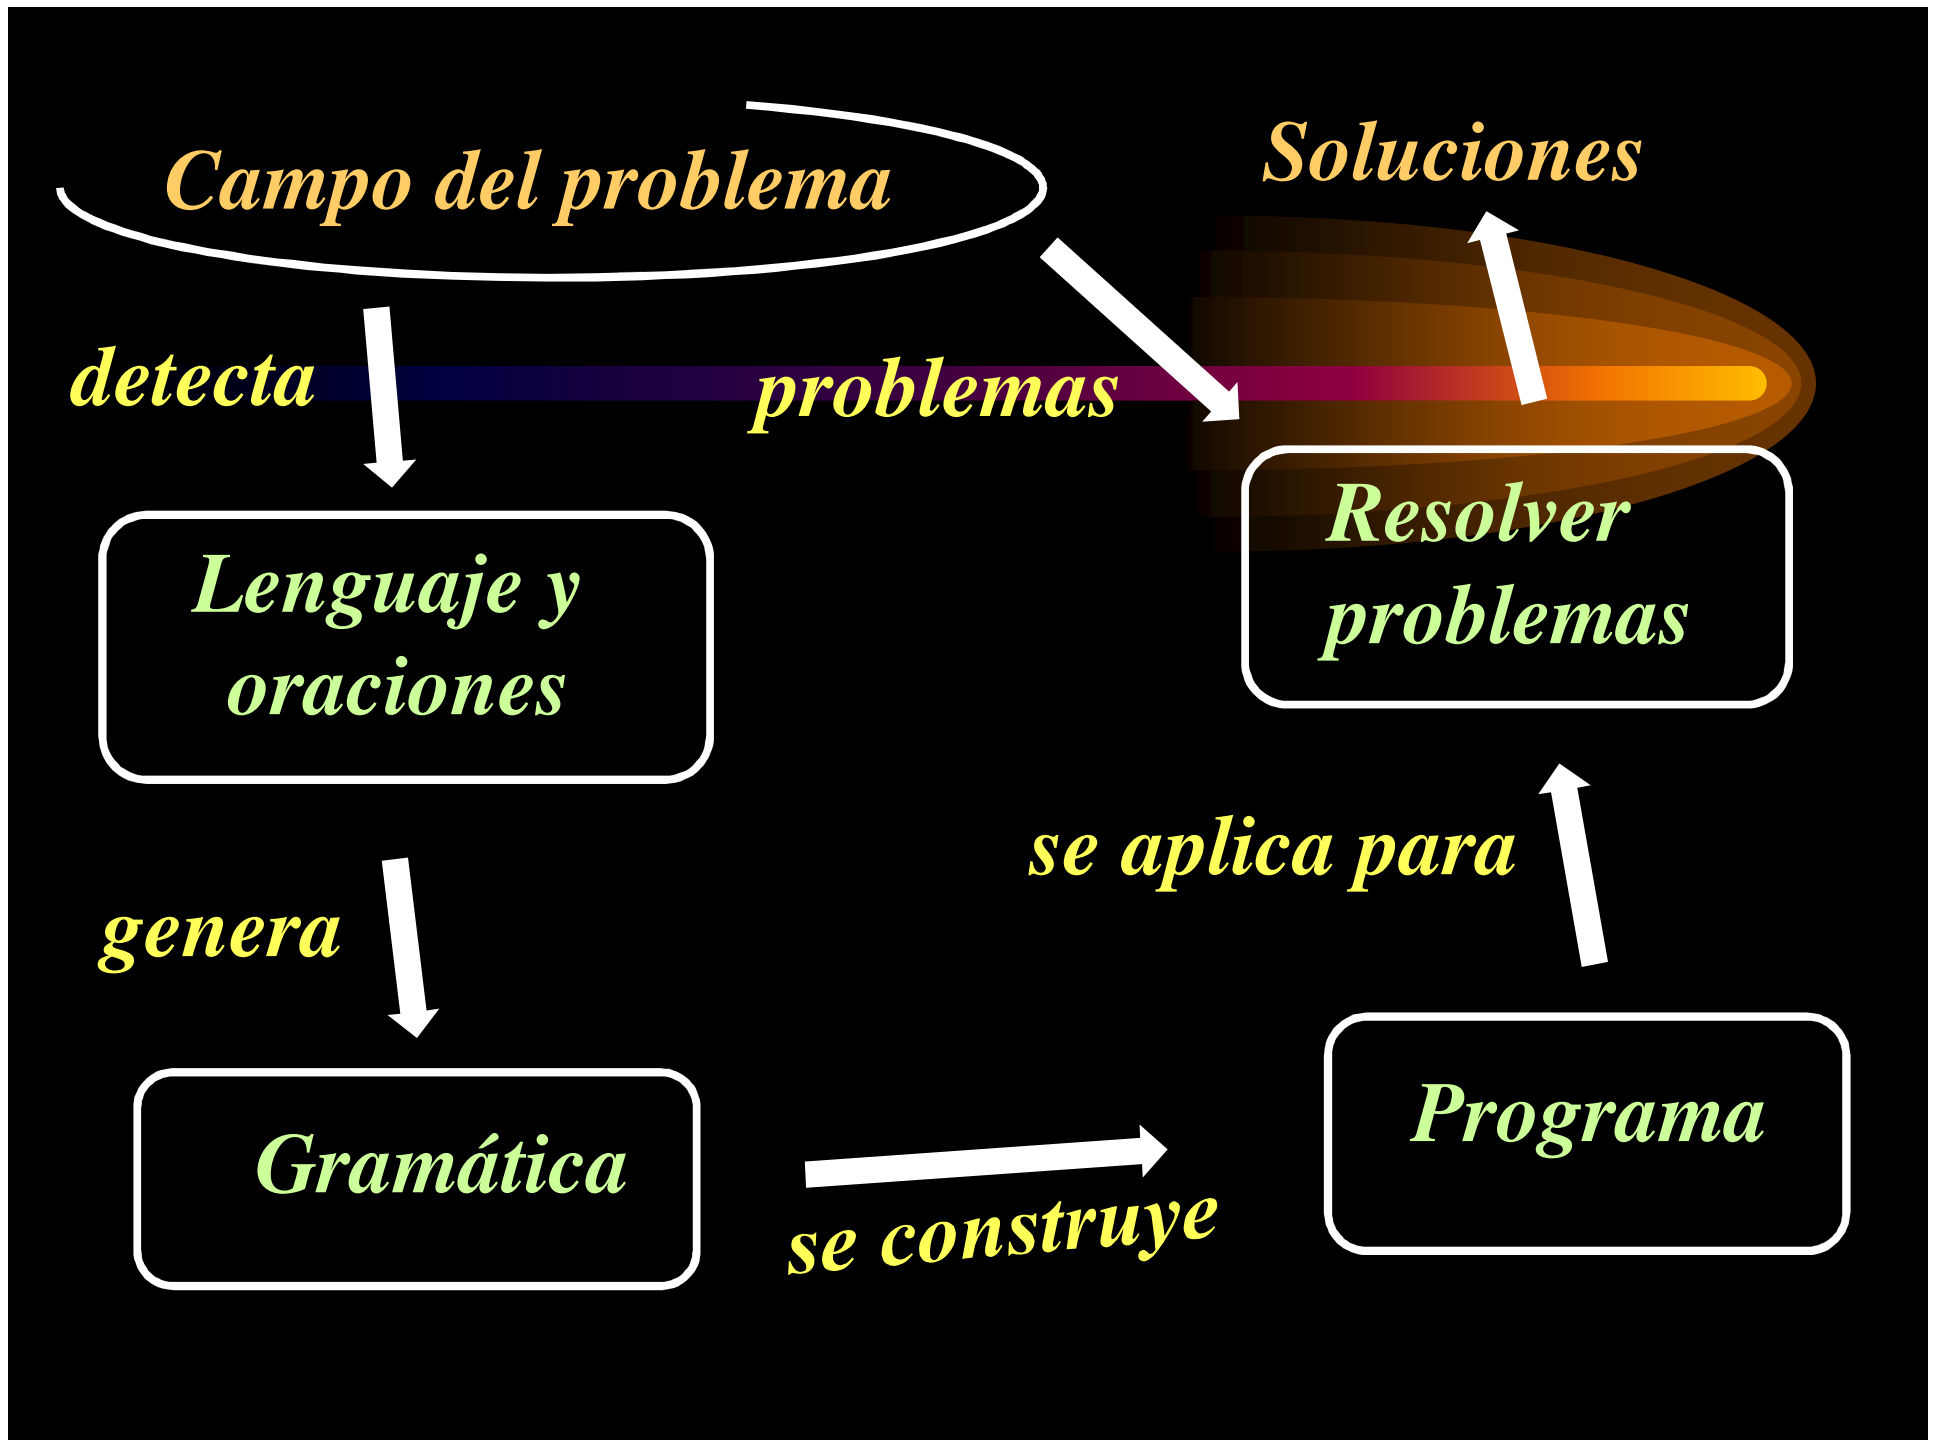 Campo del problema
Soluciones
detecta
problemas
Resolver
problemas
Lenguaje y
oraciones
se aplica para
genera
Programa
Gramática
se construye